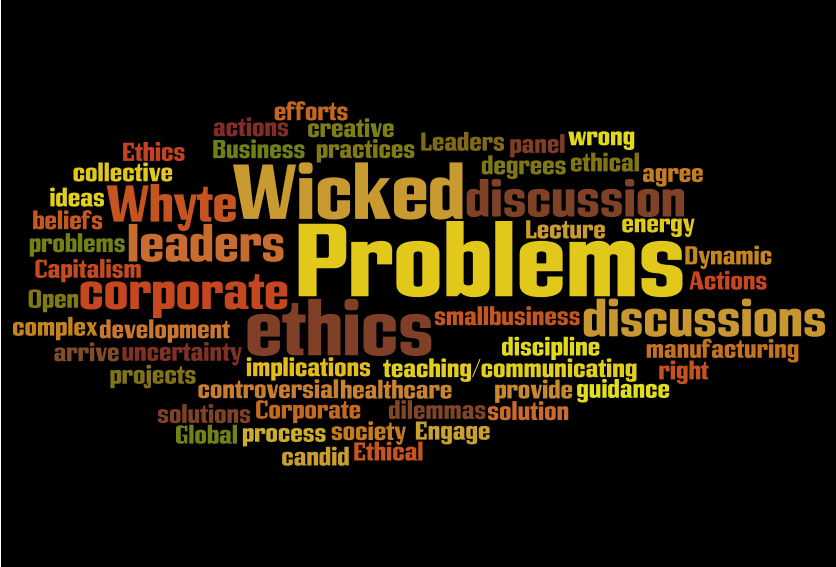 efforts
actions creative
Business practices Leaders panel wrong
Ethics degrees ethical agree
collective
ideas Whyte Wicked discussion
beliefs Lecture energy
problems leaders Problems Dynamic
Capitalism Actions
Open corporate
complex development ethics smallbusiness discussions
arrive uncertainty discipline manufacturing
projects implications teaching/communicating right
controversial healthcare provide guidance
solutions Corporate dilemmas solution
Global process society Engage
candid Ethical